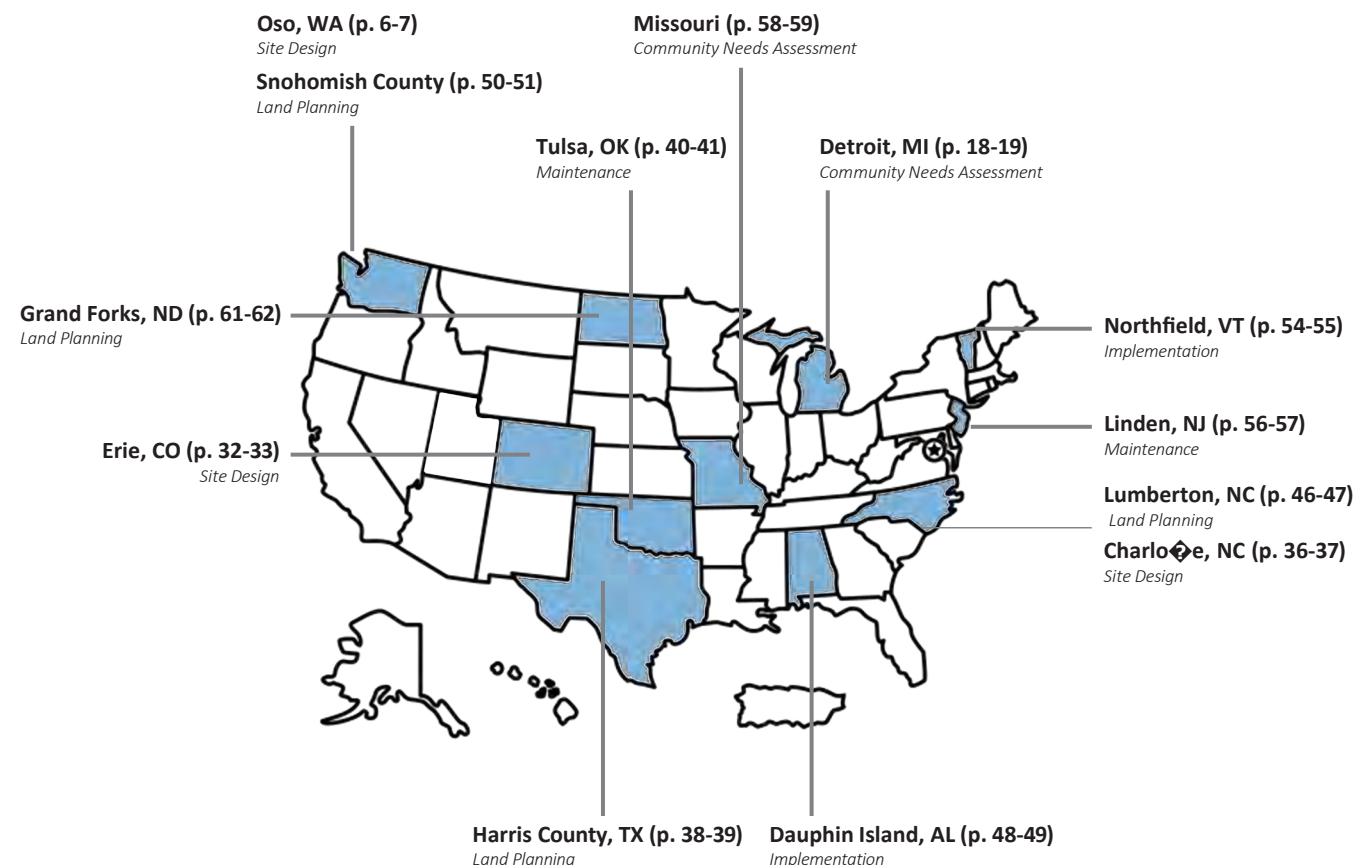 Oso, WA (p. 6-7)
Site Design
Snohomish County (p. 50-51)
Land Planning
Missouri (p. 58-59)
Community Needs Assessment
Tulsa, OK (p. 40-41)
Maintenance
Detroit, MI (p. 18-19)
Community Needs Assessment
Grand Forks, ND (p. 61-62)
Land Planning
Northfield, VT (p. 54-55)
Implementation
Erie, CO (p. 32-33)
Site Design
Linden, NJ (p. 56-57)
Maintenance
Lumberton, NC (p. 46-47)
Land Planning
Charlo�e, NC (p. 36-37)
Site Design
Harris County, TX (p. 38-39)
Land Planning
Dauphin Island, AL (p. 48-49)
Implementation